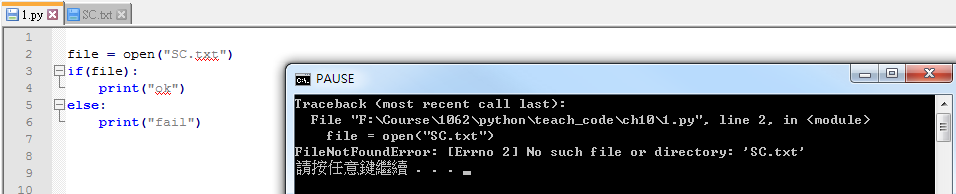 1.py SC.txt
1
2 file = open("SC.txt")
3 if(file):
4 print("ok")
5 else:
6 print("fail")
7
8
9
10
11
C:\. PAUSE
Traceback (most recent call last):
File "F:\Course\1062\python\teach_code\ch10\1.py", line 2, in <module>
file = open("SC.txt")
FileNotFoundError: [Errno 2] No such file or directory: 'SC.txt'
請按任意鍵繼續 . . . _